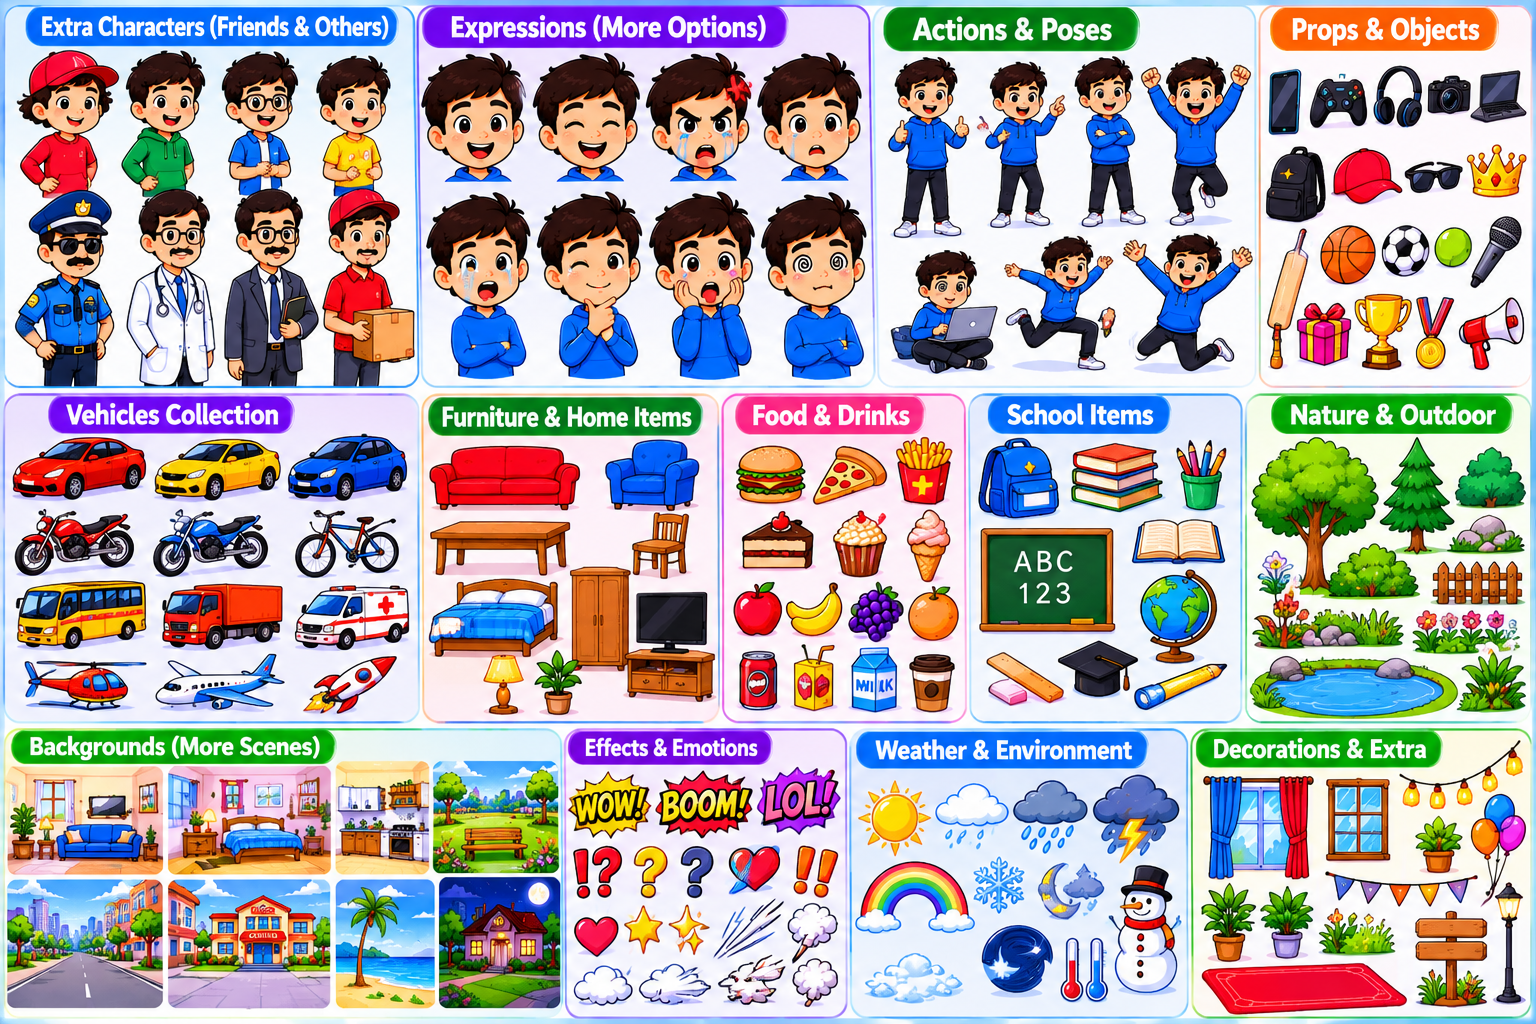 Extra Characters (Friends & Others)
Expressions (More Options)
Actions & Poses
Props & Objects
Vehicles Collection
Furniture & Home Items
Food & Drinks
School Items
Nature & Outdoor
MILK
ABC
123
Backgrounds (More Scenes)
Effects & Emotions
Weather & Environment
Decorations & Extra
WOW!
BOOM!
LOL!
!?
?
?
!!